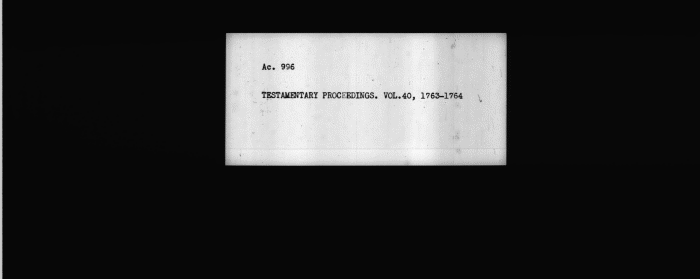 Ac. 996
TESTAMENTARY PROCEEDINGS. VOL.40, 1763-1764